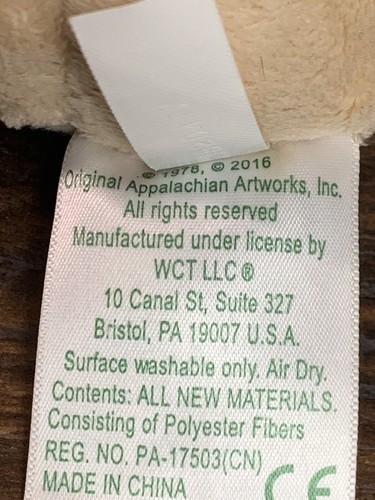 © 1978, © 2016
Original Appalachian Artworks, Inc.
All rights reserved
Manufactured under license by
WCT LLC ®
10 Canal St, Suite 327
Bristol, PA 19007 U.S.A.
Surface washable only. Air Dry.
Contents: ALL NEW MATERIALS.
Consisting of Polyester Fibers
REG. NO. PA-17503(CN)
MADE IN CHINA CE